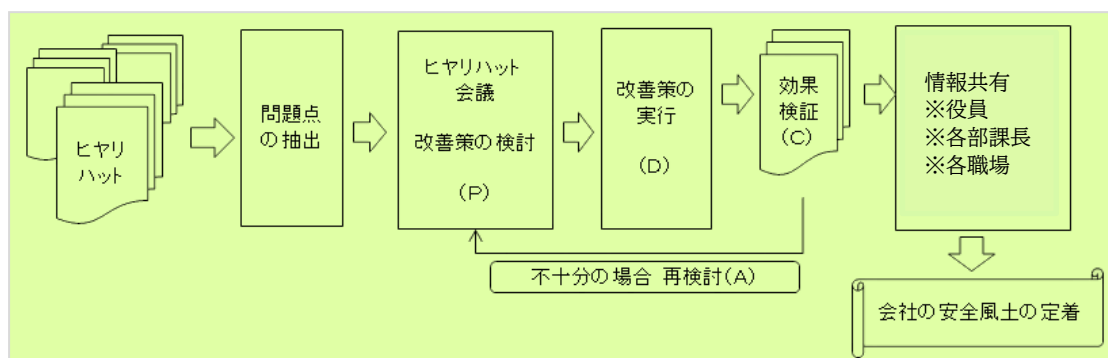 ヒヤリ
ハット
問題点
の抽出
ヒヤリハット
会議
改善策の検討
(P)
改善策の
実行
(D)
効果
検証
(C)
情報共有
※役員
※各部課長
※各職場
不十分の場合 再検討(A)
会社の安全風土の定着